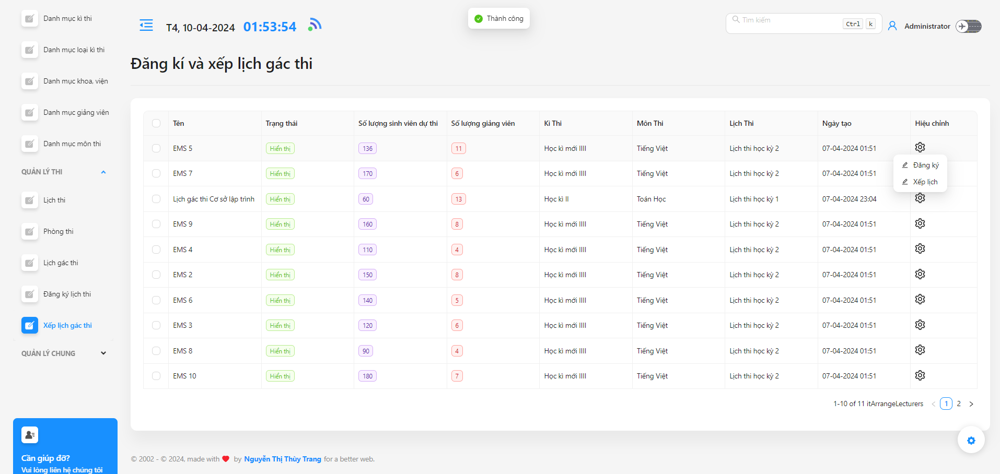 Danh mục kì thi
Danh mục loại kì thi
Danh mục khoa, viện
Danh mục giảng viên
Danh mục môn thi
QUẢN LÝ THI
Lịch thi
Phòng thi
Lịch gác thi
Đăng ký lịch thi
Xếp lịch gác thi
QUẢN LÝ CHUNG
Cần giúp đỡ?
Vui lòng liên hệ chúng tôi
T4, 10-04-2024 01:53:54
Thành công
Tìm kiếm Ctrl k
Administrator
Đăng kí và xếp lịch gác thi
Tên Trạng thái Số lượng sinh viên dự thi Số lượng giảng viên Kì Thi Môn Thi Lịch Thi Ngày tạo Hiệu chỉnh
EMS 5 Hiển thị 136 11 Học kì mới IIII Tiếng Việt Lịch thi học kỳ 2 07-04-2024 01:51
Đăng ký
Xếp lịch
EMS 7 Hiển thị 170 6 Học kì mới IIII Tiếng Việt Lịch thi học kỳ 2 07-04-2024 01:51
Lịch gác thi Cơ sở lập trình Hiển thị 60 13 Học kì II Toán Học Lịch thi học kỳ 1 07-04-2024 23:04
EMS 9 Hiển thị 160 8 Học kì mới IIII Tiếng Việt Lịch thi học kỳ 2 07-04-2024 01:51
EMS 4 Hiển thị 110 4 Học kì mới IIII Tiếng Việt Lịch thi học kỳ 2 07-04-2024 01:51
EMS 2 Hiển thị 150 8 Học kì mới IIII Tiếng Việt Lịch thi học kỳ 2 07-04-2024 01:51
EMS 6 Hiển thị 140 5 Học kì mới IIII Tiếng Việt Lịch thi học kỳ 2 07-04-2024 01:51
EMS 3 Hiển thị 120 6 Học kì mới IIII Tiếng Việt Lịch thi học kỳ 2 07-04-2024 01:51
EMS 8 Hiển thị 90 4 Học kì mới IIII Tiếng Việt Lịch thi học kỳ 2 07-04-2024 01:51
EMS 10 Hiển thị 180 7 Học kì mới IIII Tiếng Việt Lịch thi học kỳ 2 07-04-2024 01:51
1-10 of 11 itArrangeLecturers 1 2
© 2002 - © 2024, made with by Nguyễn Thị Thùy Trang for a better web.